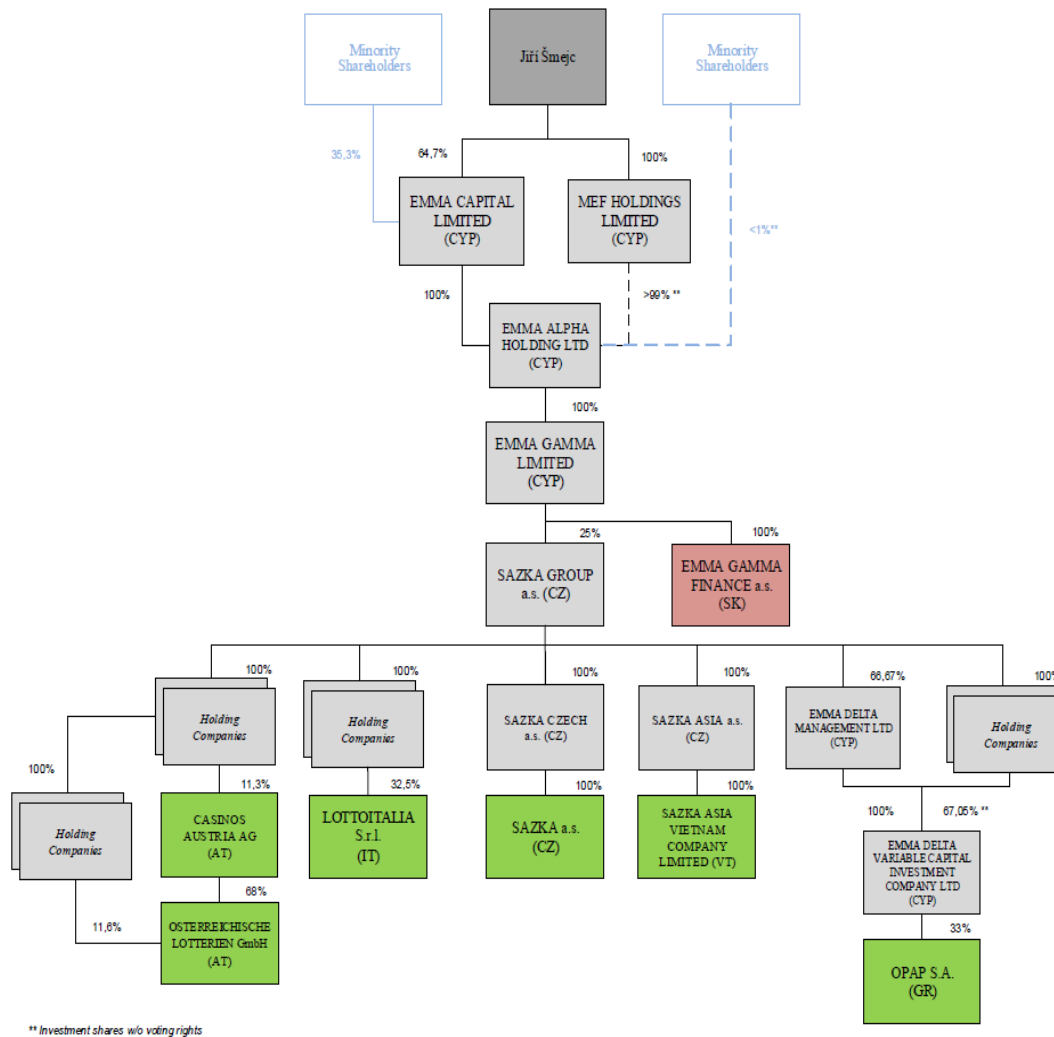 Minority
Shareholders
Jiří Šmejc
Minority
Shareholders
35,3%
64,7%
100%
EMMA CAPITAL
LIMITED
(CYP)
MEF HOLDINGS
LIMITED
(CYP)
<1%**
100%
>99% **
EMMA ALPHA
HOLDING LTD
(CYP)
100%
EMMA GAMMA
LIMITED
(CYP)
25%
100%
SAZKA GROUP
a.s. (CZ)
EMMA GAMMA
FINANCE a.s.
(SK)
100%
100%
100%
100%
66,67%
100%
Holding
Companies
Holding
Companies
SAZKA CZECH
a.s. (CZ)
SAZKA ASIA a.s.
(CZ)
EMMA DELTA
MANAGEMENT LTD
(CYP)
Holding
Companies
100%
11,3%
32,5%
100%
100%
100%
67,05% **
Holding
Companies
CASINOS
AUSTRIA AG
(AT)
LOTTOITALIA
S.r.l.
(IT)
SAZKA a.s.
(CZ)
SAZKA ASIA
VIETNAM
COMPANY
LIMITED (VT)
EMMA DELTA
VARIABLE CAPITAL
INVESTMENT
COMPANY LTD
(CYP)
68%
11,6%
OSTERREICHISCHE
LOTTERIEN GmbH
(AT)
33%
OPAP S.A.
(GR)
** Investment shares w/o voting rights